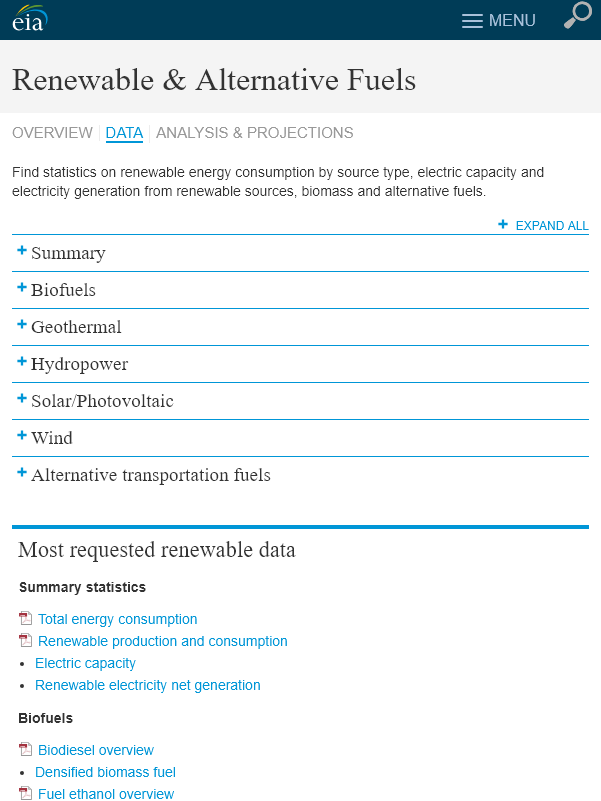 eia
MENU
Renewable & Alternative Fuels
OVERVIEW DATA ANALYSIS & PROJECTIONS
Find statistics on renewable energy consumption by source type, electric capacity and
electricity generation from renewable sources, biomass and alternative fuels.
+ EXPAND ALL
+ Summary
+ Biofuels
+ Geothermal
+ Hydropower
+ Solar/Photovoltaic
+ Wind
+ Alternative transportation fuels
Most requested renewable data
Summary statistics
Total energy consumption
Renewable production and consumption
• Electric capacity
• Renewable electricity net generation
Biofuels
Biodiesel overview
• Densified biomass fuel
Fuel ethanol overview